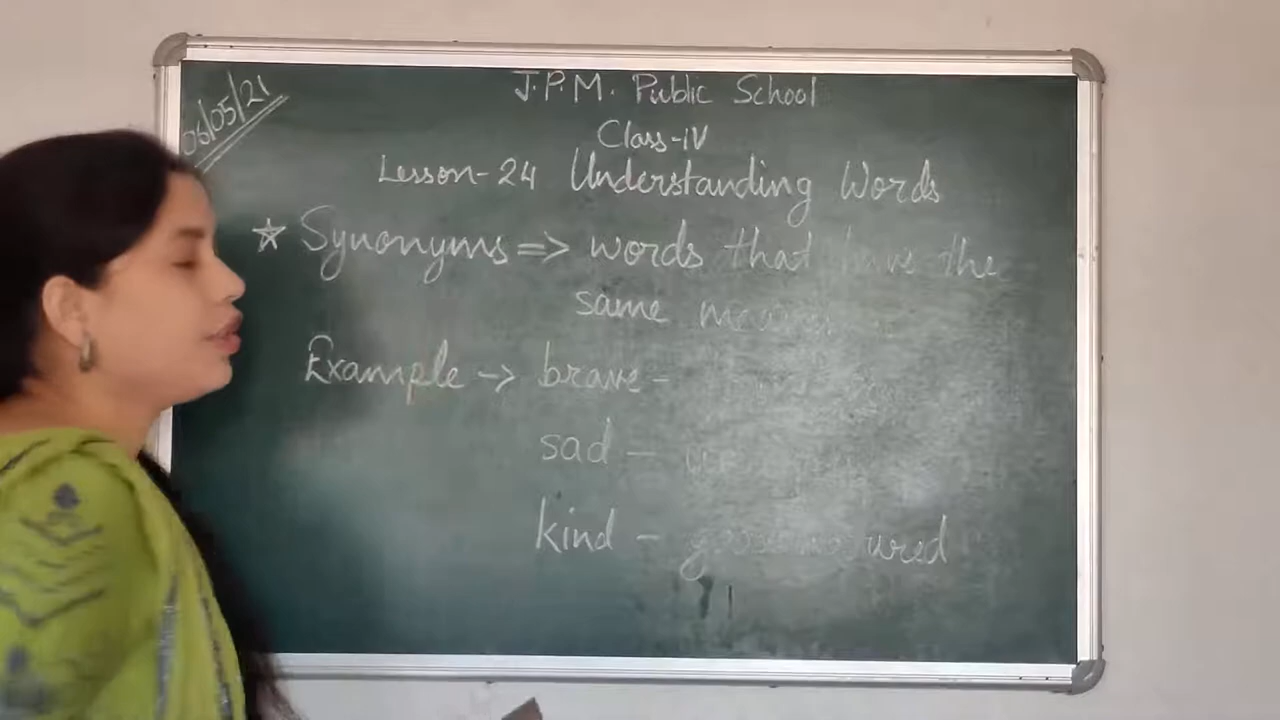 06/05/21
J.P.M. Public School
Class-IV
Lesson-24 Understanding Words
☆ Synonyms => words that have the
same
Example -> brave -
sad -
kind -